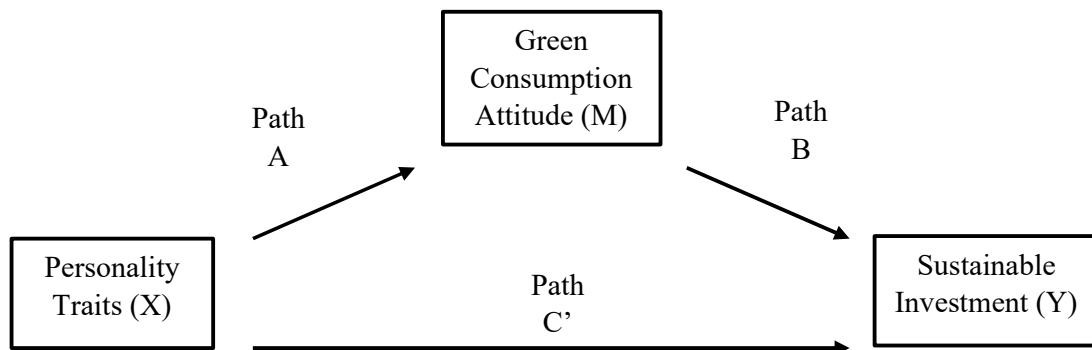 Green
Consumption
Attitude (M)
Path
A
Path
B
Personality
Traits (X)
Path
C’
Sustainable
Investment (Y)